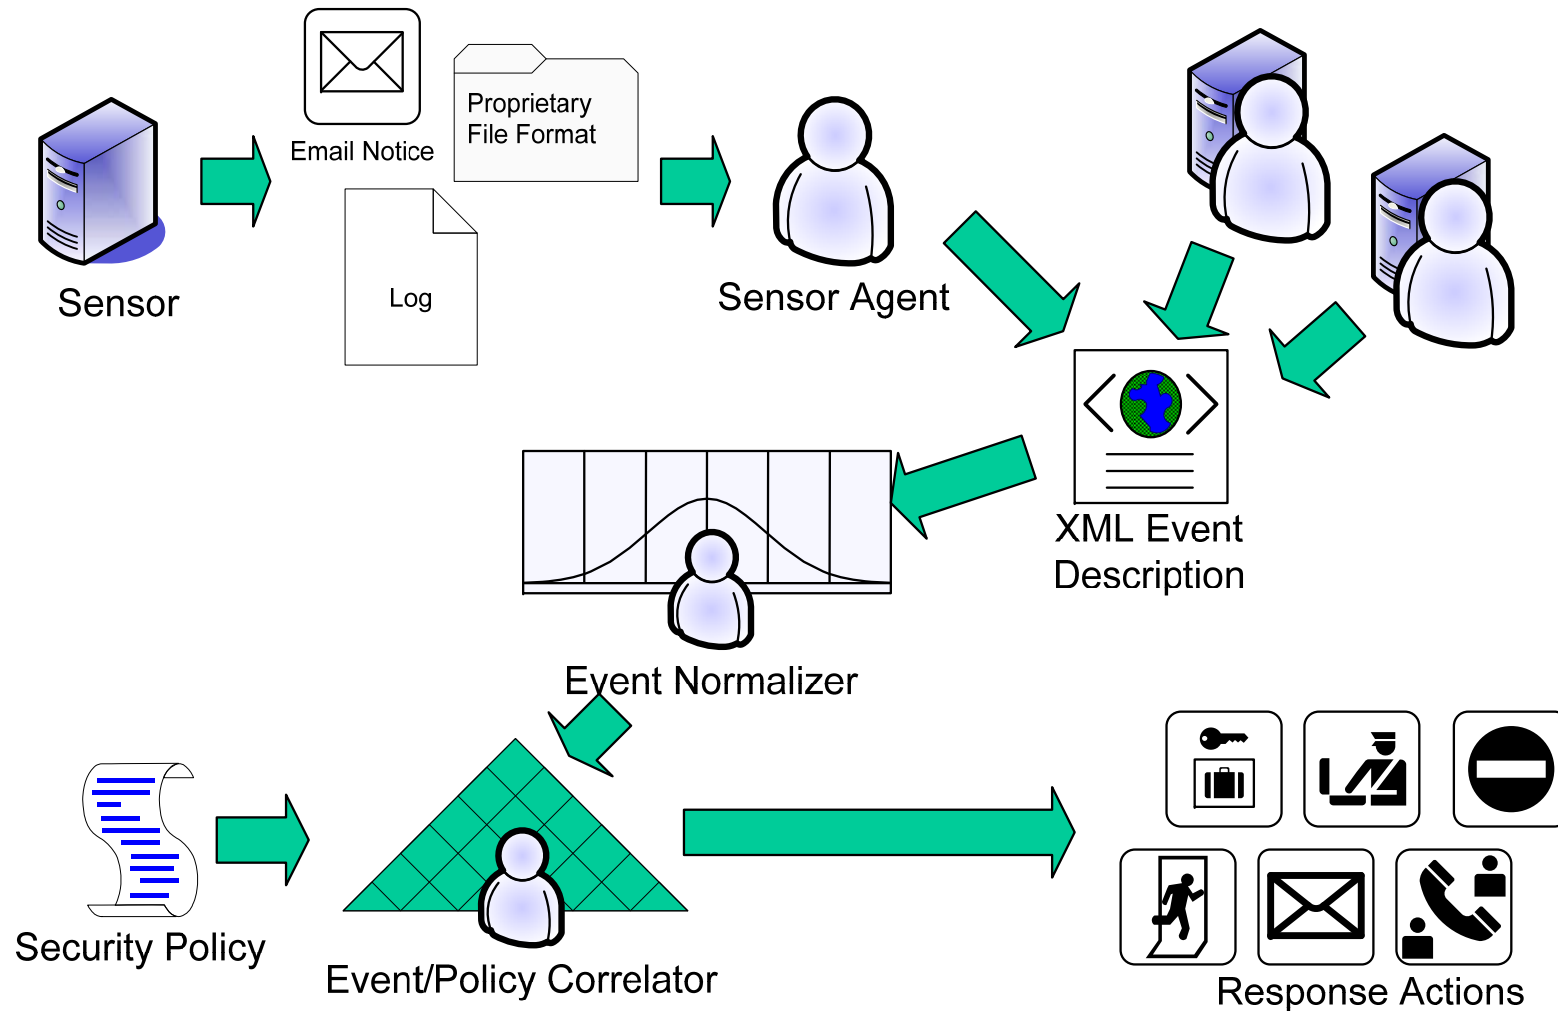 Email Notice
Proprietary
File Format
Log
Sensor
Sensor Agent
XML Event
Description
Event Normalizer
Security Policy
Event/Policy Correlator
Response Actions